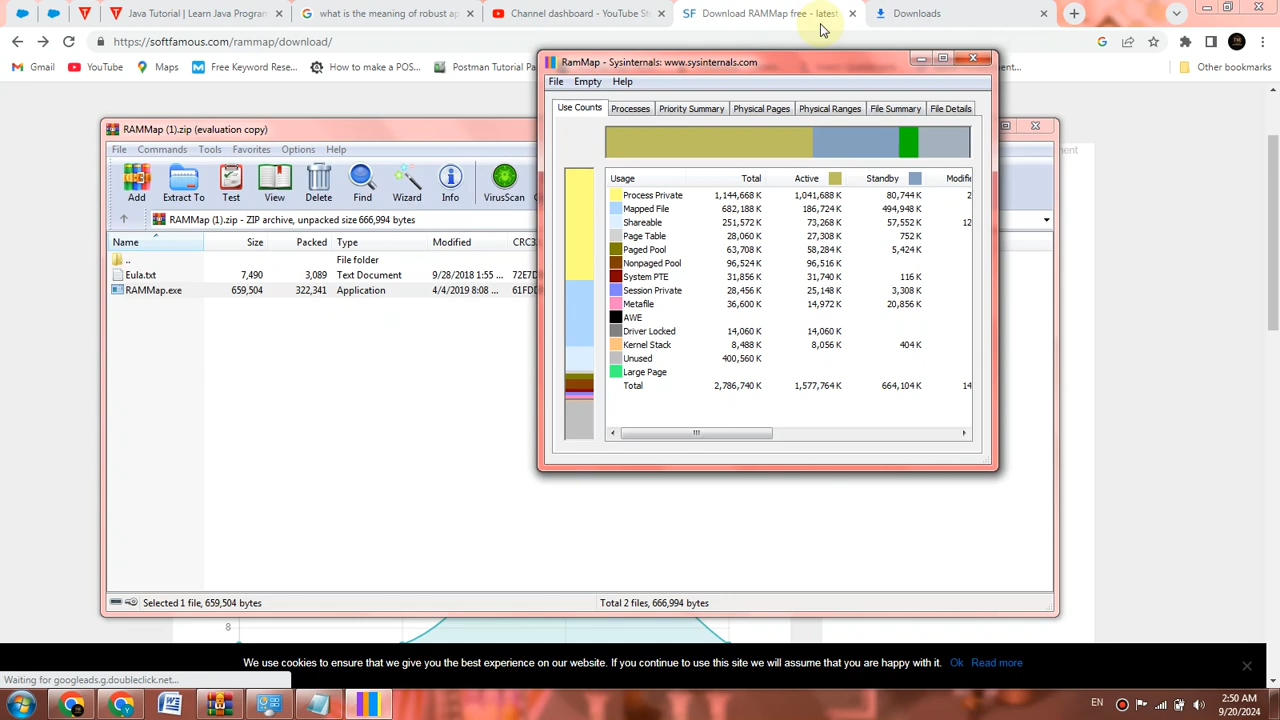 Java Tutorial | Learn Java Program
what is the meaning of robust ap
Channel dashboard - YouTube St
SF Download RAMMap free - latest
Downloads
https://softfamous.com/rammap/download/
Gmail YouTube Maps Free Keyword... How to make a POS... Postman Tutorial Pa Other bookmarks
RAMMap (1).zip (evaluation copy)
File Commands Tools Favorites Options Help
Add Extract To Test View Delete Find Wizard Info VirusScan
RAMMap (1).zip - ZIP archive, unpacked size 666,994 bytes
Name Size Packed Type Modified CRC3
.. File folder
Eula.txt 7,490 3,089 Text Document 9/28/2018 1:55 ... 72E7D
RAMMap.exe 659,504 322,341 Application 4/4/2019 8:08 ... 61FDD
Selected 1 file, 659,504 bytes
Total 2 files, 666,994 bytes
RamMap - Sysinternals: www.sysinternals.com
File Empty Help
Use Counts Processes Priority Summary Physical Pages Physical Ranges File Summary File Details
Usage Total Active Standby Modifie
Process Private 1,144,668 K 1,041,688 K 80,744 K 2
Mapped File 682,188 K 186,724 K 494,948 K
Shareable 251,572 K 73,268 K 57,552 K 12
Page Table 28,060 K 27,308 K 752 K
Paged Pool 63,708 K 58,284 K 5,424 K
Nonpaged Pool 96,524 K 96,516 K
System PTE 31,856 K 31,740 K 116 K
Session Private 28,456 K 25,148 K 3,308 K
Metafile 36,600 K 14,972 K 20,856 K
AWE
Driver Locked 14,060 K 14,060 K
Kernel Stack 8,488 K 8,056 K 404 K
Unused 400,560 K
Large Page
Total 2,786,740 K 1,577,764 K 664,104 K 14
8
We use cookies to ensure that we give you the best experience on our website. If you continue to use this site we will assume that you are happy with it. Ok Read more
Waiting for googleads.g.doubleclick.net...
EN
2:50 AM
9/20/2024